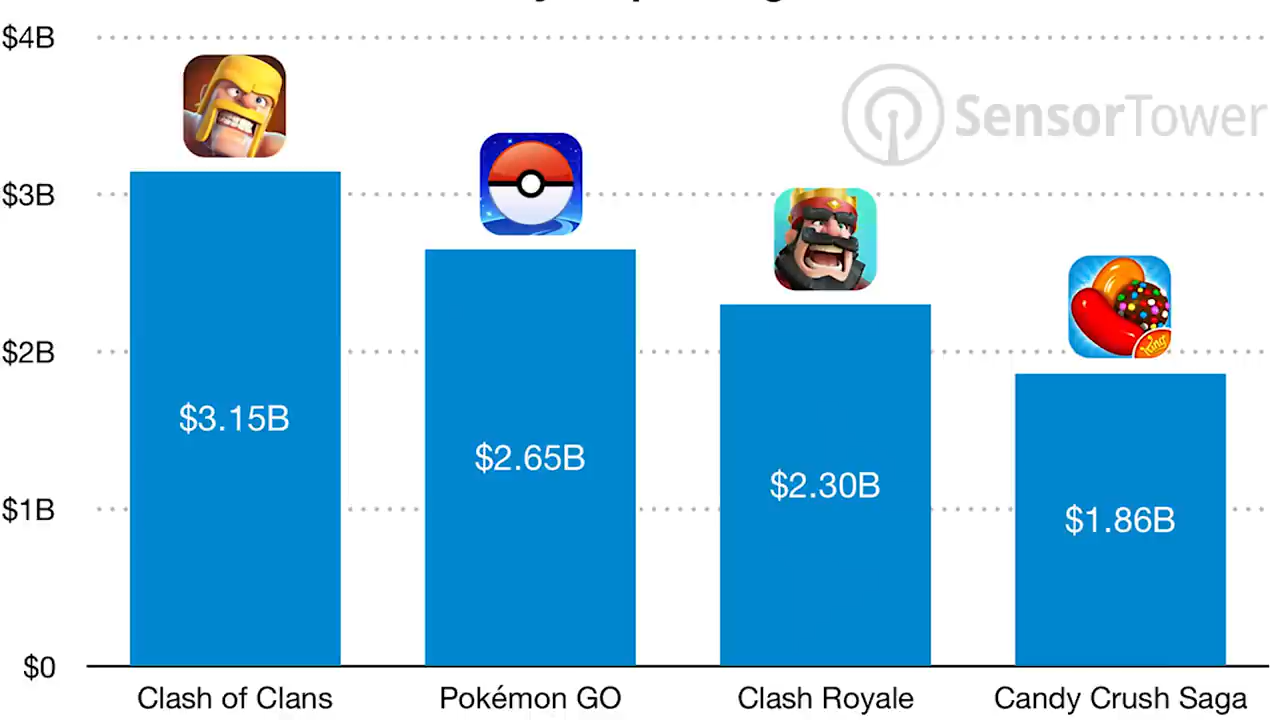 $4B
SensorTower
$3B
$2B
$1B
$0
$3.15B
$2.65B
$2.30B
$1.86B
King
Clash of Clans
Pokémon GO
Clash Royale
Candy Crush Saga